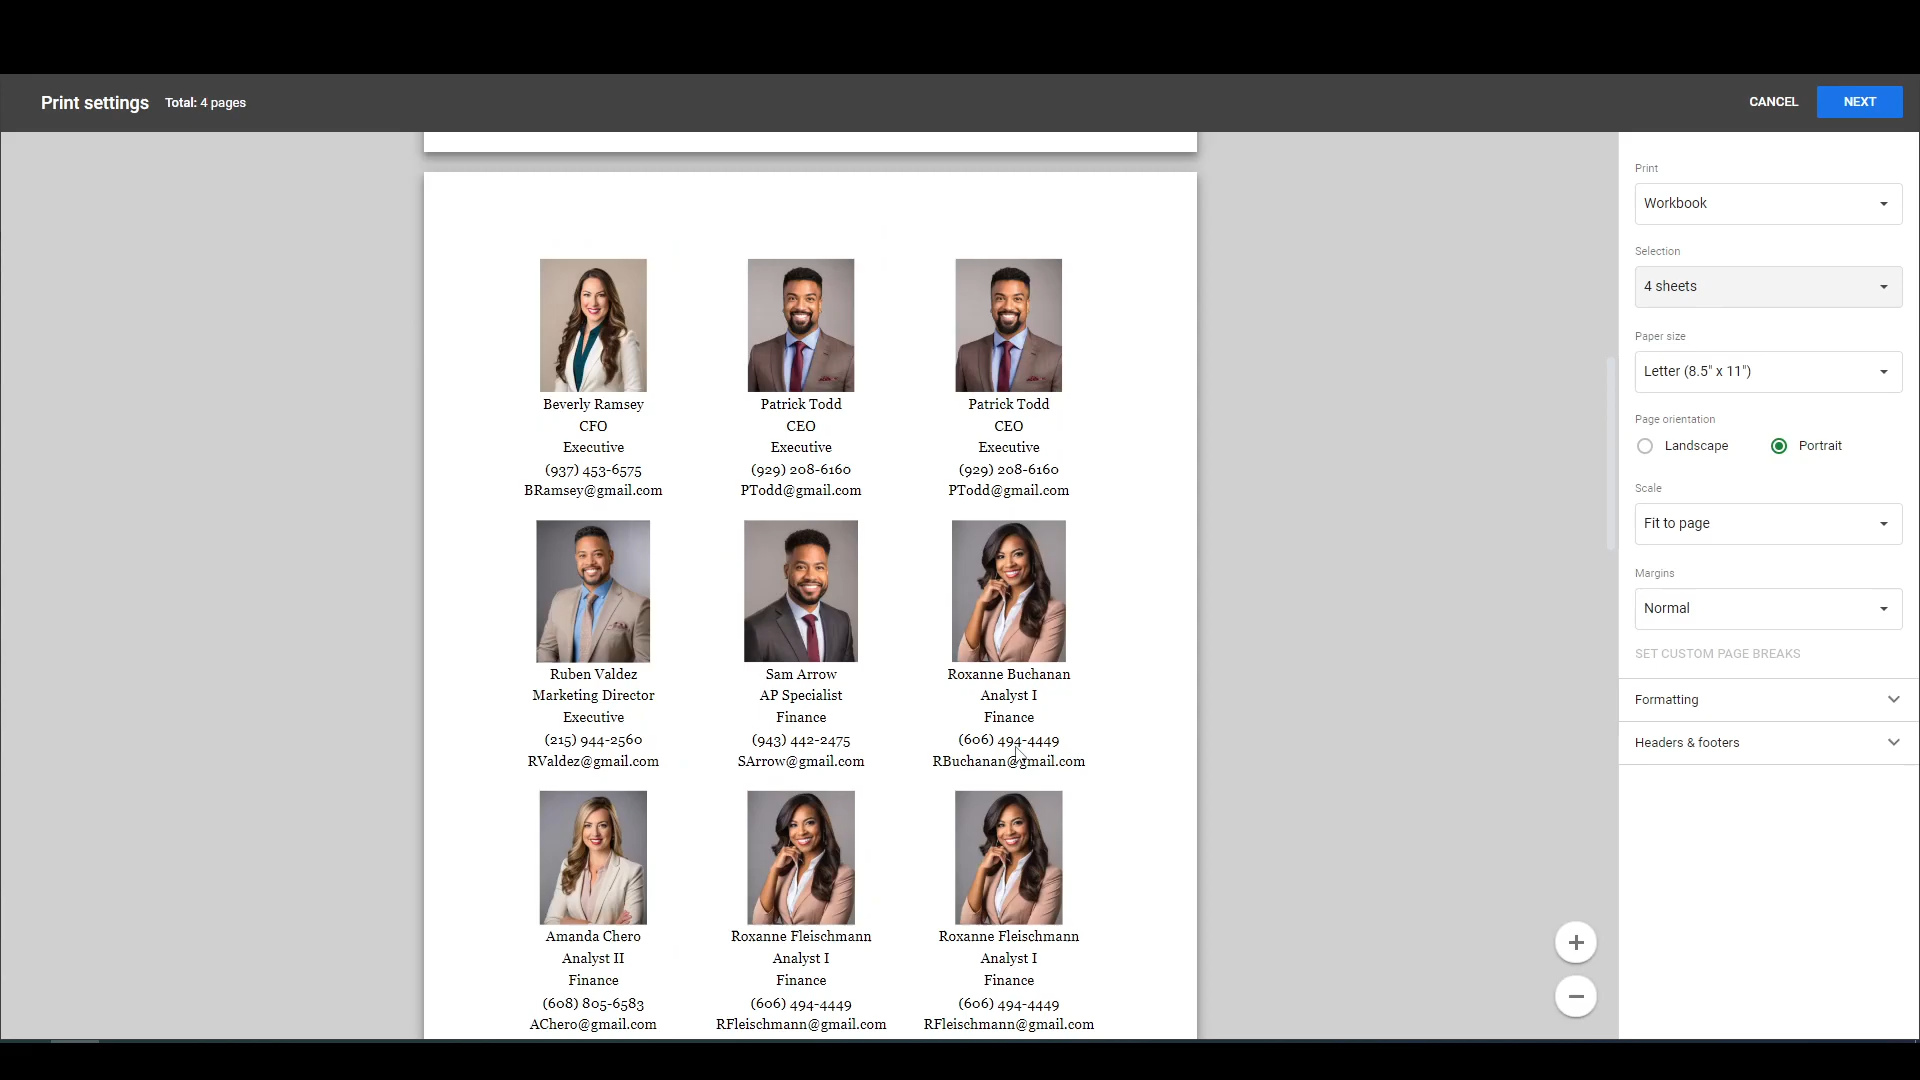 Print settings Total: 4 pages CANCEL NEXT
Print
Workbook
Selection
4 sheets
Paper size
Letter (8.5" x 11")
Page orientation
Landscape Portrait
Scale
Fit to page
Margins
Normal
SET CUSTOM PAGE BREAKS
Formatting
Headers & footers
Beverly Ramsey Patrick Todd Patrick Todd
CFO CEO CEO
Executive Executive Executive
(937) 453-6575 (929) 208-6160 (929) 208-6160
BRamsey@gmail.com PTodd@gmail.com PTodd@gmail.com
Ruben Valdez Sam Arrow Roxanne Buchanan
Marketing Director AP Specialist Analyst I
Executive Finance Finance
(215) 944-2560 (943) 442-2475 (606) 494-4449
RValdez@gmail.com SArrow@gmail.com RBuchanan@gmail.com
Amanda Chero Roxanne Fleischmann Roxanne Fleischmann
Analyst II Analyst I Analyst I
Finance Finance Finance
(608) 805-6583 (606) 494-4449 (606) 494-4449
AChero@gmail.com RFleischmann@gmail.com RFleischmann@gmail.com